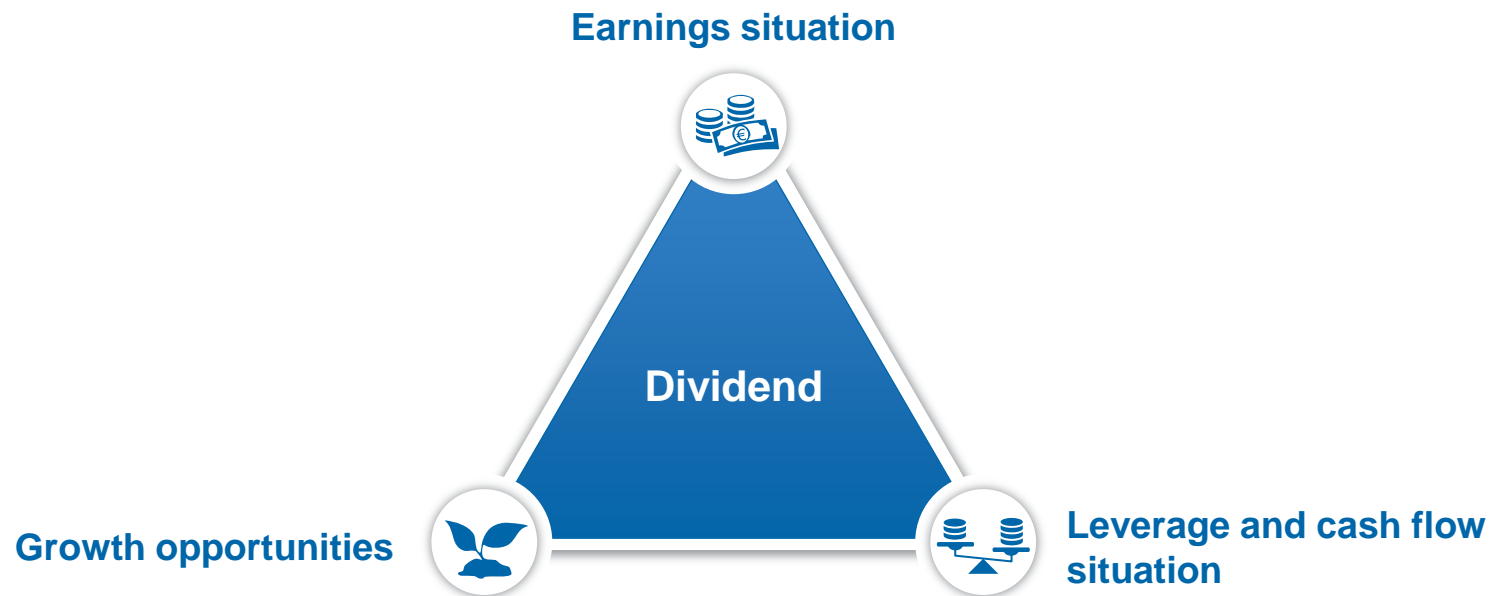 Earnings situation
€
Dividend
Growth opportunities
Leverage and cash flow
situation